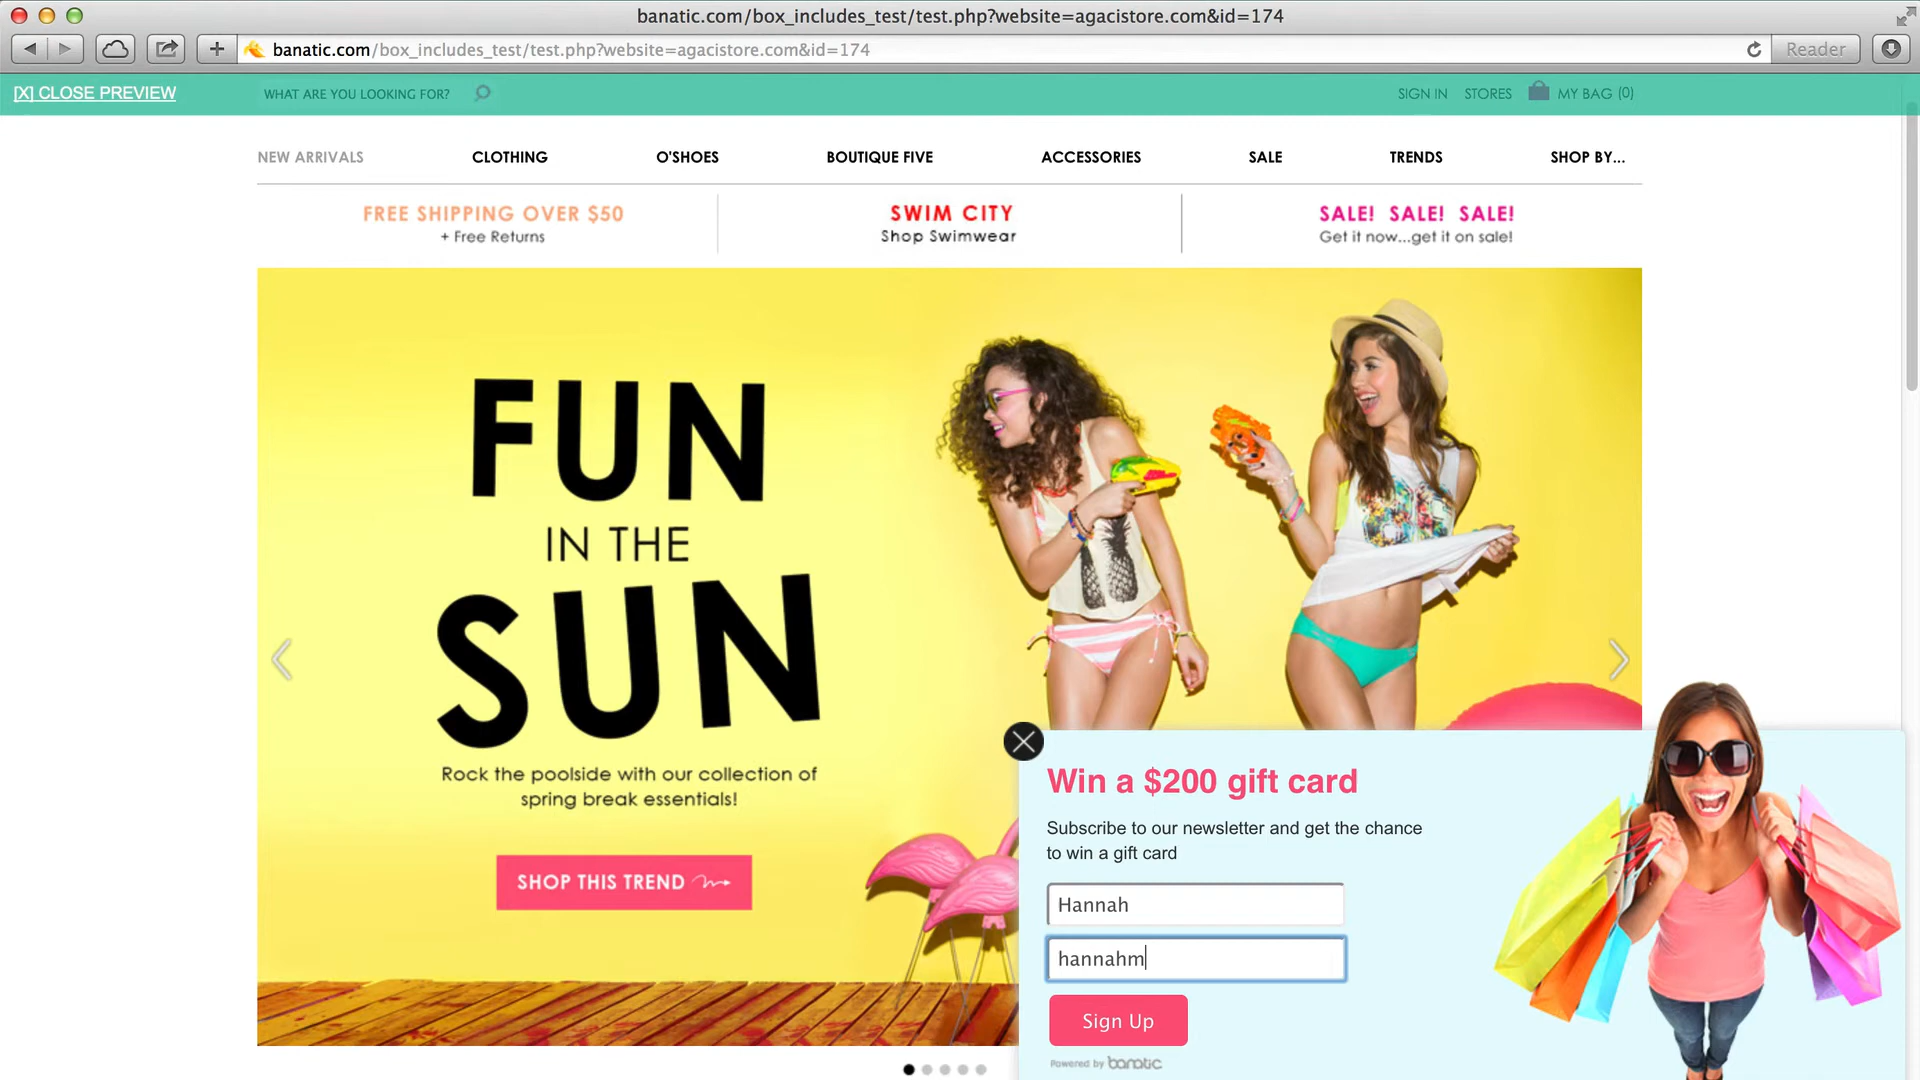 banatic.com/box_includes_test/test.php?website=agacistore.com&id=174
banatic.com/box_includes_test/test.php?website=agacistore.com&id=174
Reader
[X] CLOSE PREVIEW
WHAT ARE YOU LOOKING FOR?
SIGN IN STORES MY BAG (0)
NEW ARRIVALS CLOTHING O'SHOES BOUTIQUE FIVE ACCESSORIES SALE TRENDS SHOP BY...
FREE SHIPPING OVER $50
+ Free Returns
SWIM CITY
Shop Swimwear
SALE! SALE! SALE!
Get it now...get it on sale!
FUN
IN THE
SUN
Rock the poolside with our collection of
spring break essentials!
SHOP THIS TREND
Win a $200 gift card
Subscribe to our newsletter and get the chance
to win a gift card
Hannah
hannahm
Sign Up
Powered by banatic